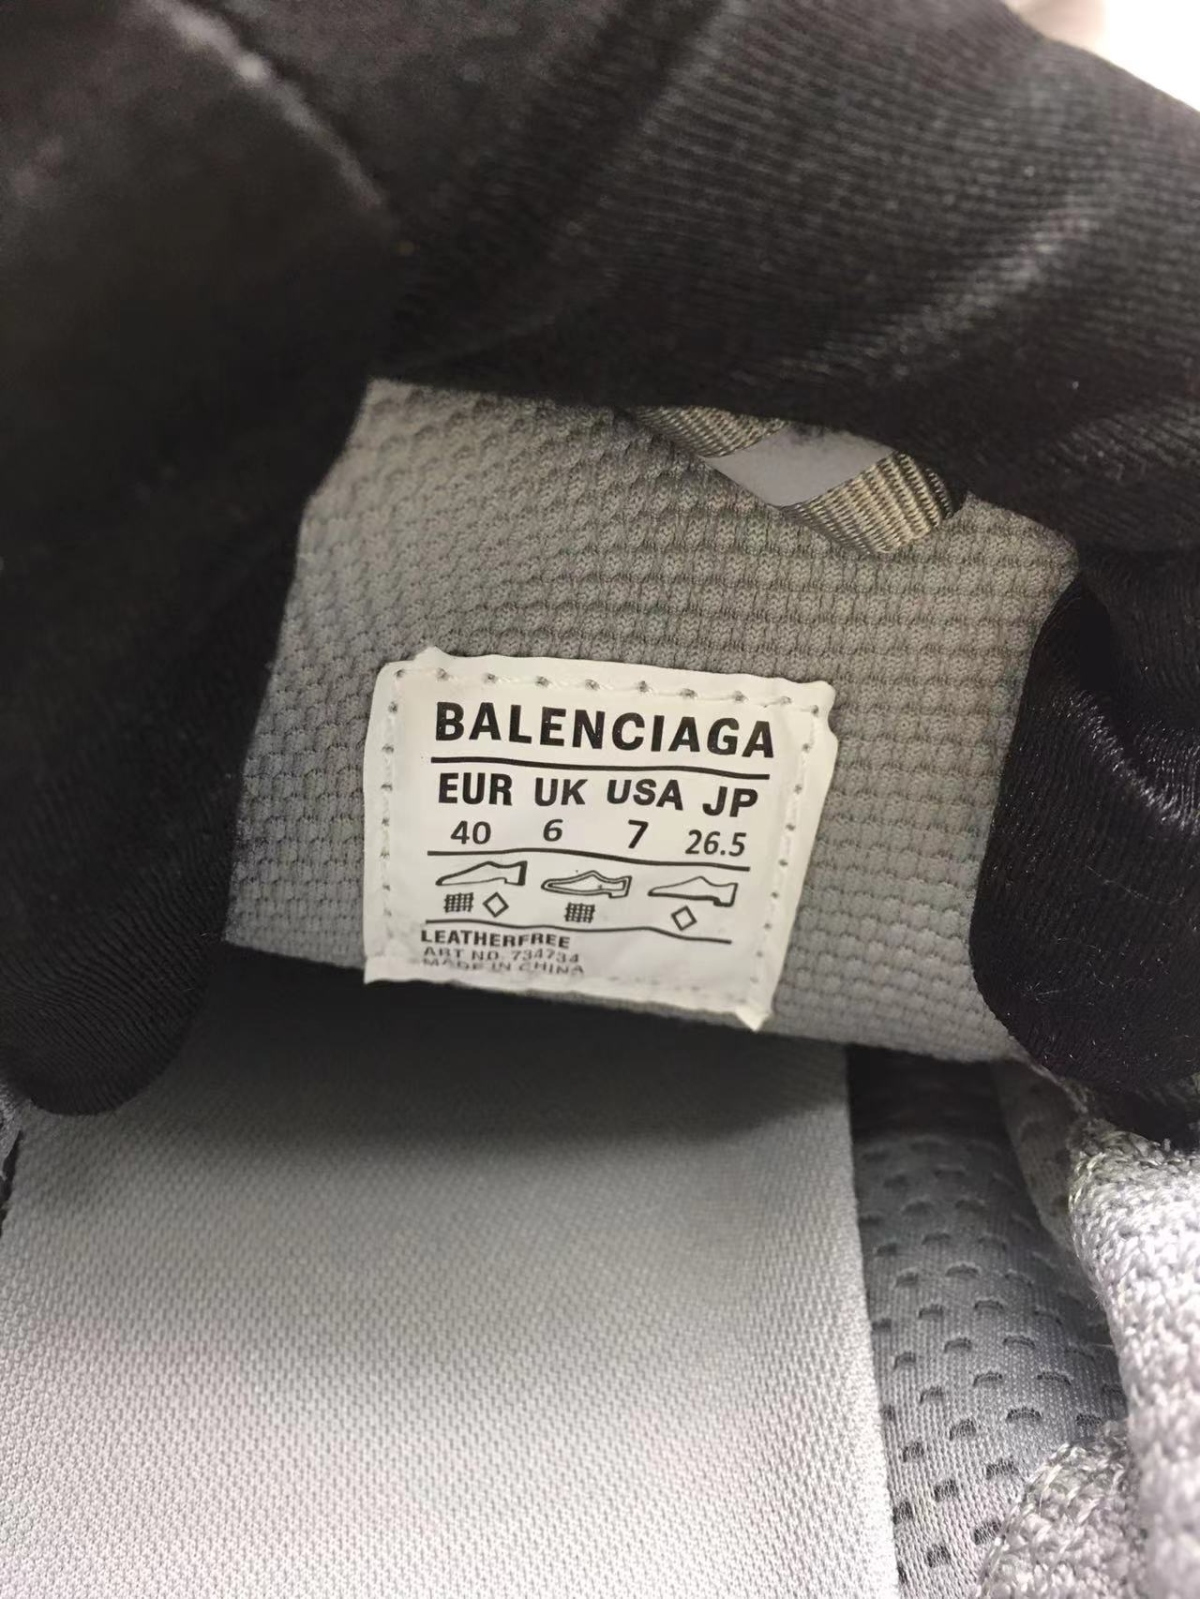 BALENCIAGA
EUR UK USA JP
40 6 7 26.5
LEATHERFREE
ART NO. 734734
MADE IN CHINA